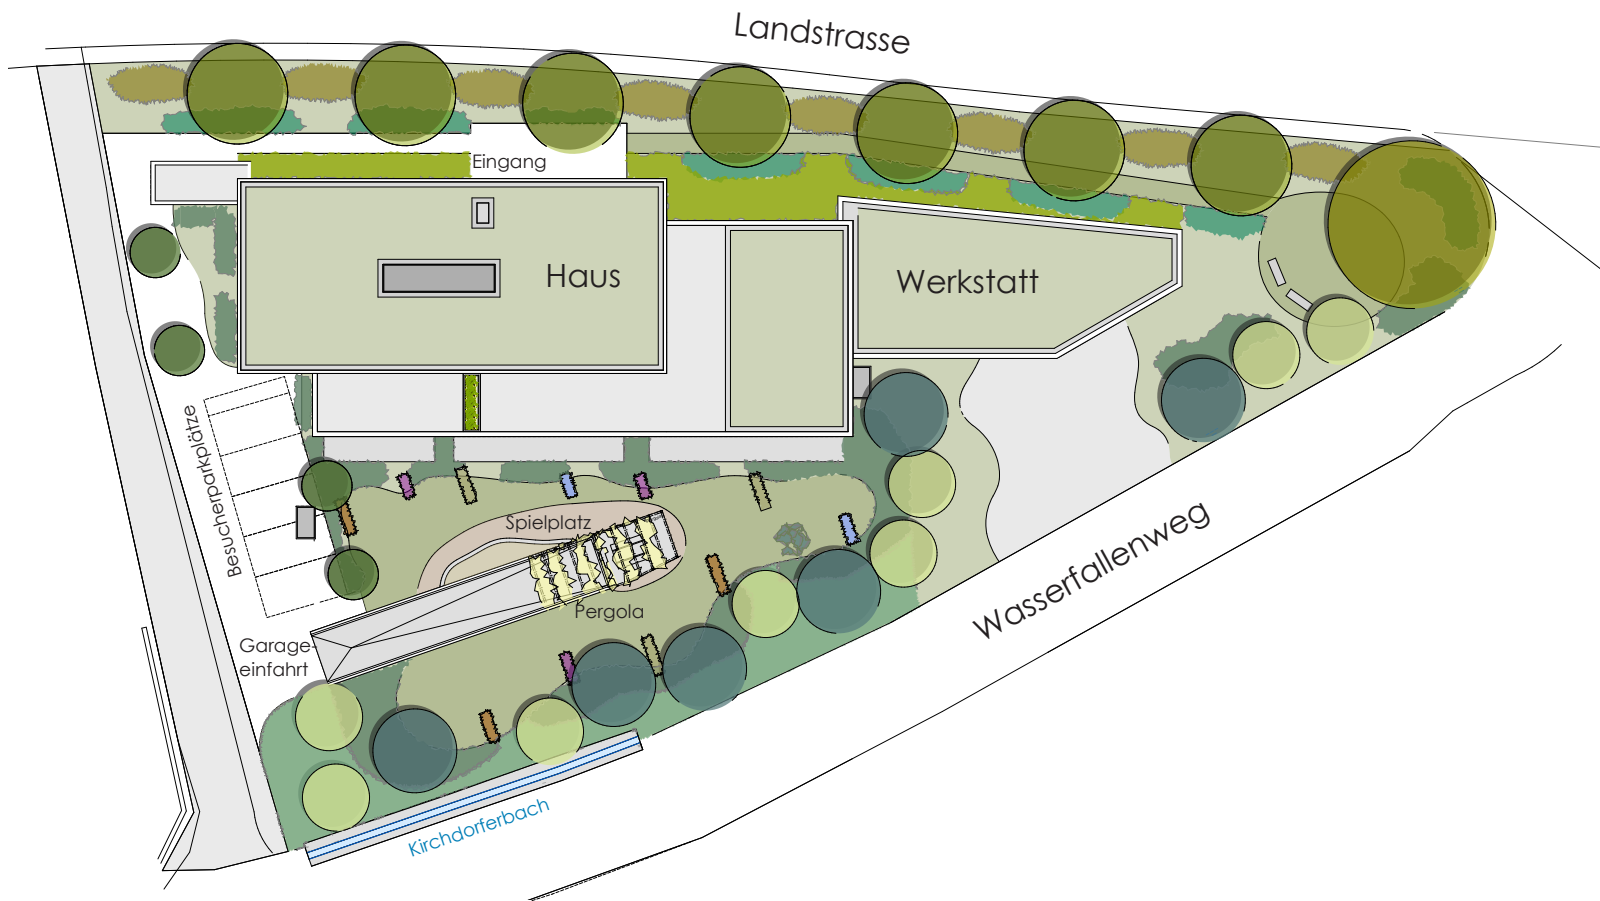 Landstrasse
Eingang
Haus
Werkstatt
Besucherparkplätze
Spielplatz
Pergola
Garage-
einfahrt
Wasserfallenweg
Kirchdorferbach